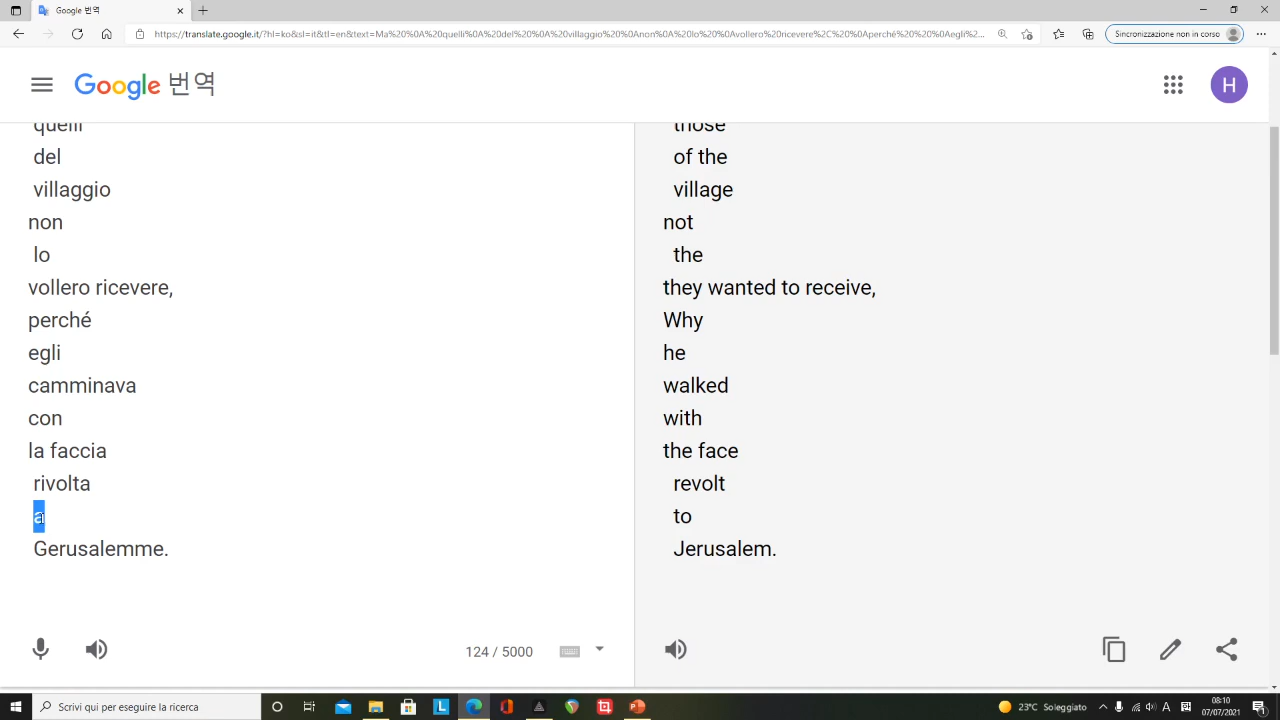 Google 번역
https://translate.google.it/?hl=ko&sl=it&tl=en&text=Ma%20%0A%20quelli%0A%20del%20%0A%20villaggio%20%0Anon%0A%20lo%20%0Avollero%20ricevere%2C%20%0Aperché%20%20%0Aegli%2...
Sincronizzazione non in corso
Google 번역
H
quelli
del
villaggio
non
lo
vollero ricevere,
perché
egli
camminava
con
la faccia
rivolta
a
Gerusalemme.
124 / 5000
those
of the
village
not
the
they wanted to receive,
Why
he
walked
with
the face
revolt
to
Jerusalem.
Scrivi qui per eseguire la ricerca
L
23°C Soleggiato
A
08:10
07/07/2021